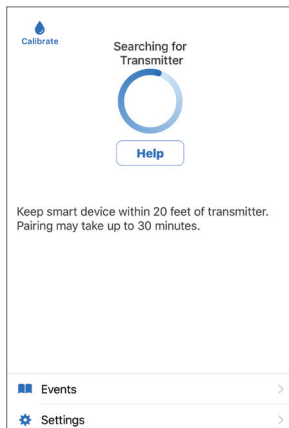 Calibrate
Searching for
Transmitter
Help
Keep smart device within 20 feet of transmitter.
Pairing may take up to 30 minutes.
Events
Settings